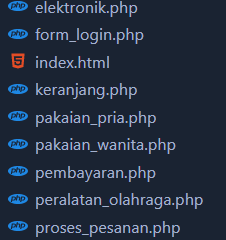 elektronik.php
form_login.php
index.html
keranjang.php
pakaian_pria.php
pakaian_wanita.php
pembayaran.php
peralatan_olahraga.php
proses_pesanan.php